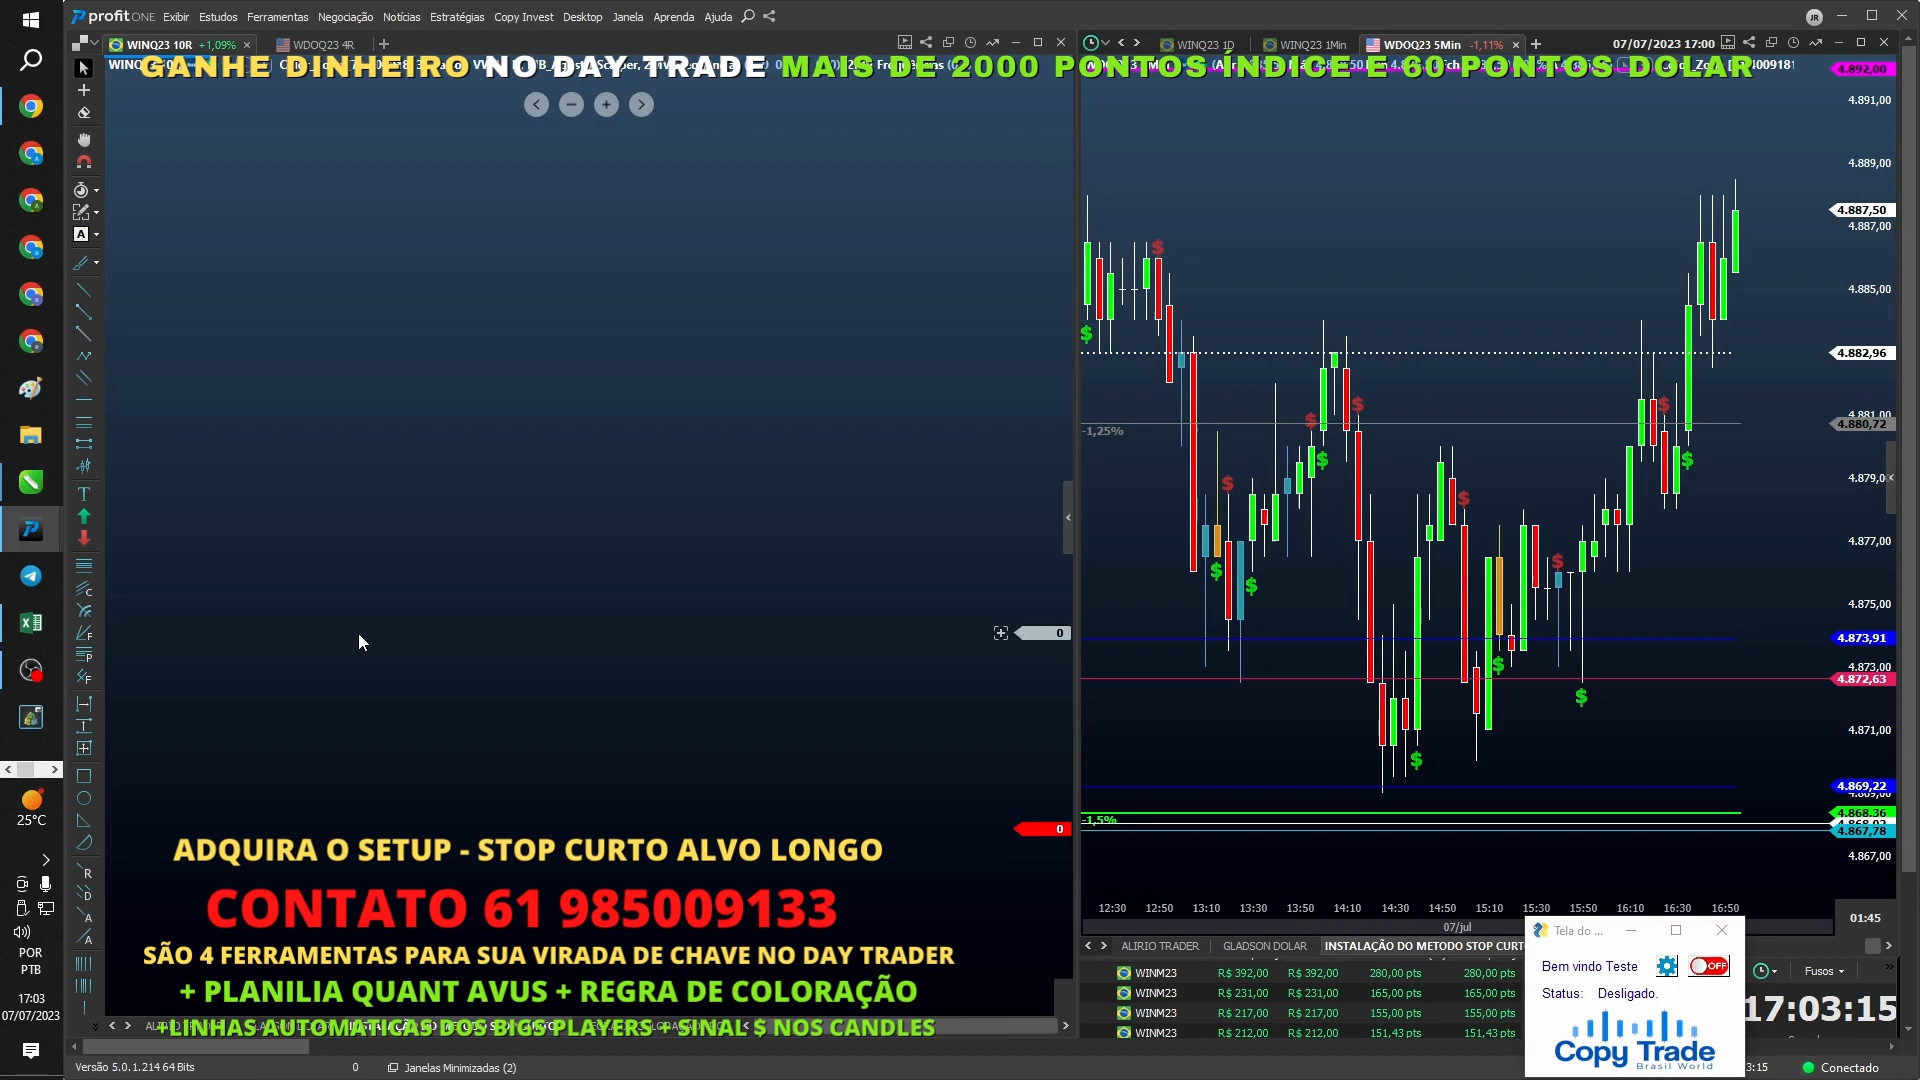 profitONE Exibir Estudos Ferramentas Negociação Notícias Estratégias Copy Invest Desktop Janela Aprenda Ajuda JR
WINQ23 10R +1,09% WDOQ23 4R
WINQ23 1D WINQ23 1Min WDOQ23 5Min -1,11% 07/07/2023 17:00
GANHE DINHEIRO NO DAY TRADE MAIS DE 2000 PONTOS ÍNDICE E 60 PONTOS DOLAR
4.892,00
4.891,00
4.889,00
4.887,50
4.887,00
4.885,00
4.882,96
4.881,00
4.880,72
-1,25%
4.879,00
4.877,00
4.875,00
4.873,91
4.873,00
4.872,63
4.871,00
4.869,22
4.868,36
-1,5%
4.867,78
4.867,00
0
0
12:30 12:50 13:10 13:30 13:50 14:10 14:30 14:50 15:10 15:30 15:50 16:10 16:30 16:50
07/jul
01:45
ADQUIRA O SETUP - STOP CURTO ALVO LONGO
CONTATO 61 985009133
SÃO 4 FERRAMENTAS PARA SUA VIRADA DE CHAVE NO DAY TRADER
+ PLANILIA QUANT AVUS + REGRA DE COLORAÇÃO
+LINHAS AUTOMATICAS DOS BIGS PLAYERS + SINAL $ NOS CANDLES
ALIRIO TRADER GLADSON DOLAR INSTALAÇÃO DO METODO STOP CURTO
WINM23 R$ 392,00 R$ 392,00 280,00 pts 280,00 pts
WINM23 R$ 231,00 R$ 231,00 165,00 pts 165,00 pts
WINM23 R$ 217,00 R$ 217,00 155,00 pts 155,00 pts
WINM23 R$ 212,00 R$ 212,00 151,43 pts 151,43 pts
Tela do ...
Bem vindo Teste OFF
Status: Desligado.
Copy Trade
Brasil World
Fusos
17:03:15
25°C
POR
PTB
17:03
07/07/2023
Versão 5.0.1.214 64 Bits 0 Janelas Minimizadas (2) 3:15 Conectado